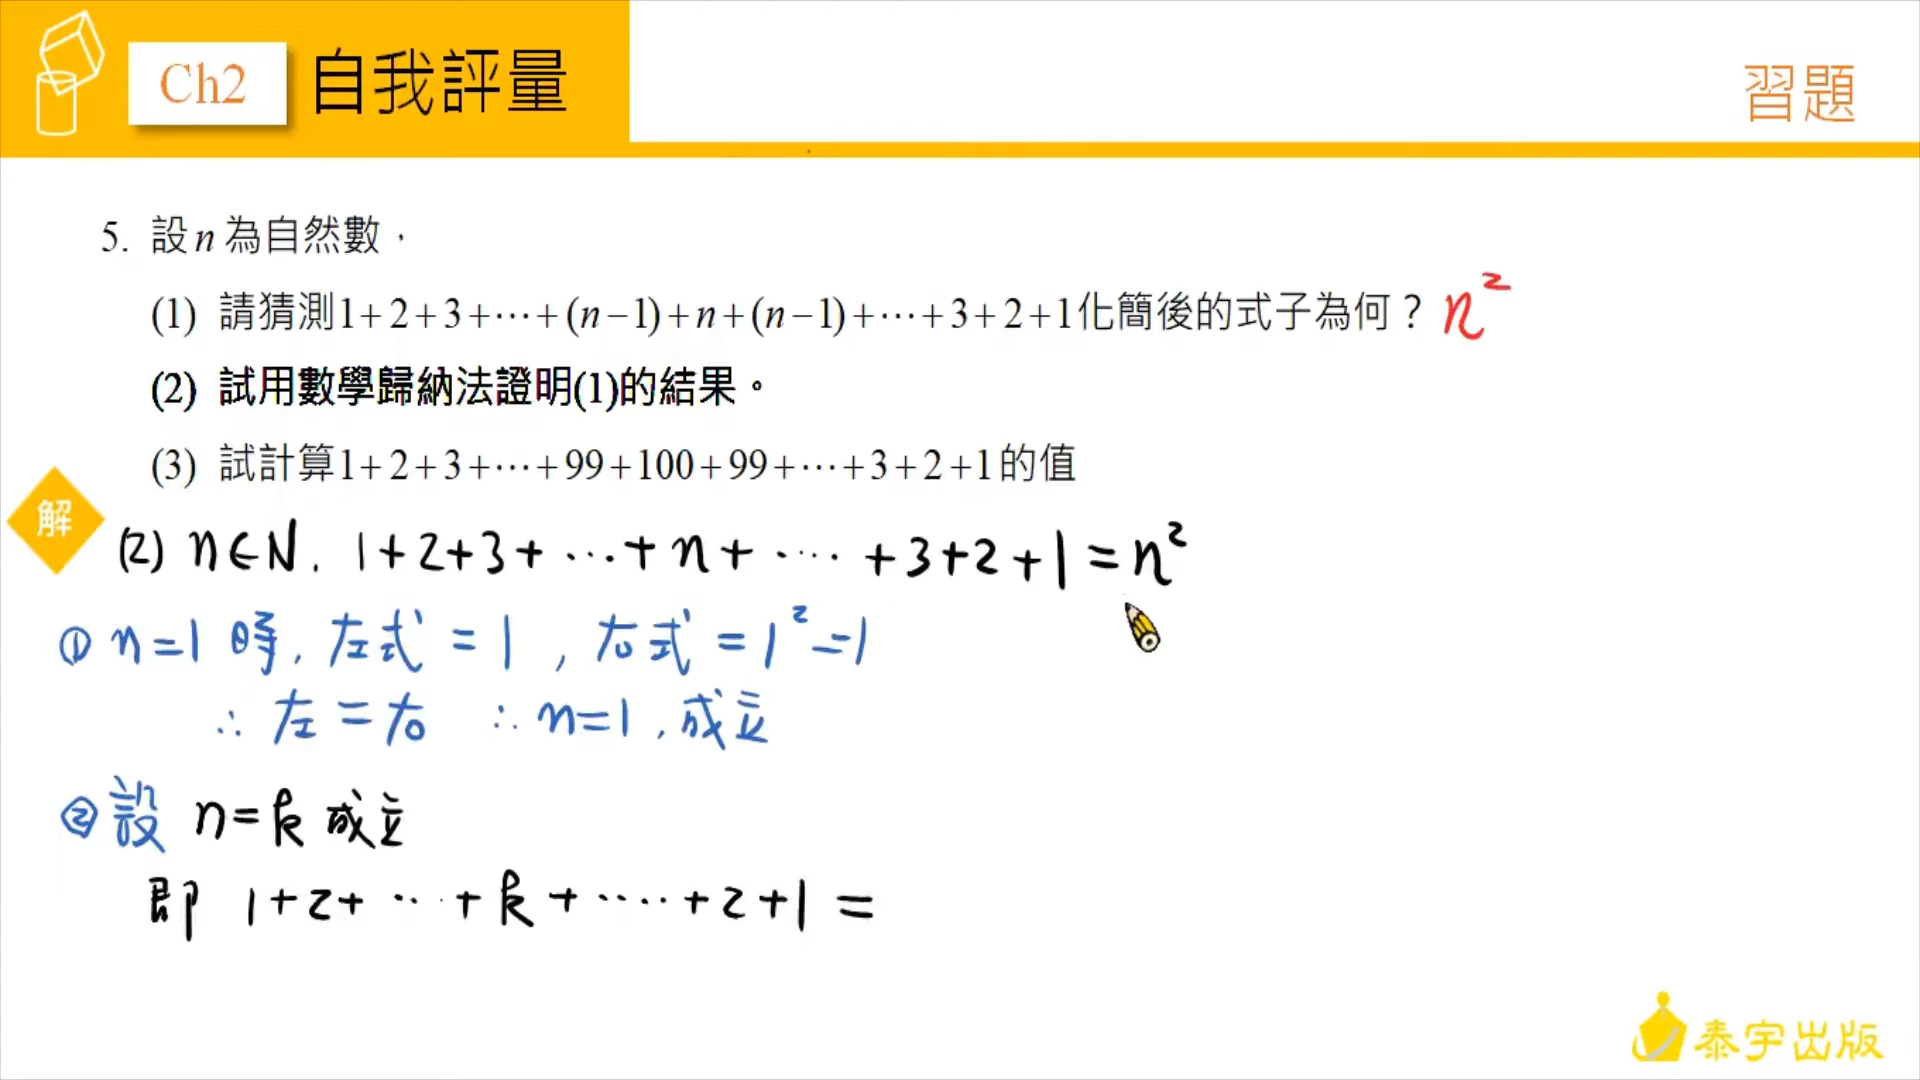 Ch2 自我評量
習題
5. 設n為自然數，
(1) 請猜測1+2+3+⋯+(n−1)+n+(n−1)+⋯+3+2+1化簡後的式子為何？ n²
(2) 試用數學歸納法證明(1)的結果。
(3) 試計算1+2+3+⋯+99+100+99+⋯+3+2+1的值
解
(2) n∈N. 1+2+3+⋯+n+⋯+3+2+1=n²
① n=1 時, 左式=1, 右式=1²=1
∴左=右 ∴n=1, 成立
② 設 n=k 成立
即 1+2+⋯+k+⋯+2+1=
泰宇出版